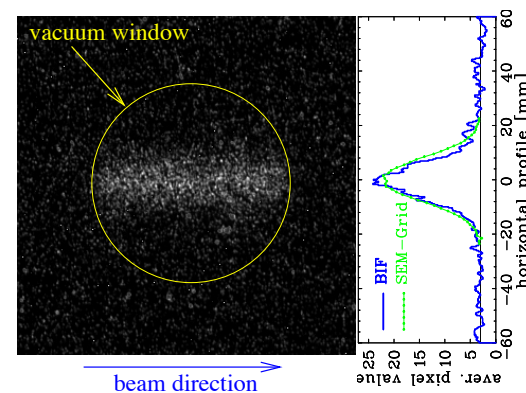 vacuum window
beam direction
60
40
20
0
−20
−40
−60
horizontal profile [mm]
BIF
SEM−Grid
25 20 15 10 5 0
aver. pixel value